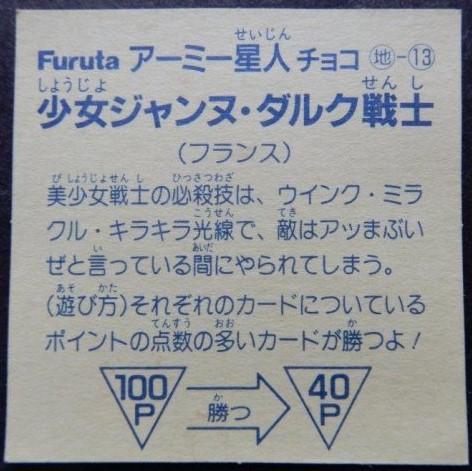 Furuta アーミー星人チョコ ㊞地-⑬
少女ジャンヌ・ダルク戦士
(フランス)
美少女戦士の必殺技は、ウインク・ミラ
クル・キラキラ光線で、敵はアッまぶい
ぜと言っている間にやられてしまう。
(遊び方)それぞれのカードについている
ポイントの点数の多いカードが勝つよ！
100P 勝つ 40P